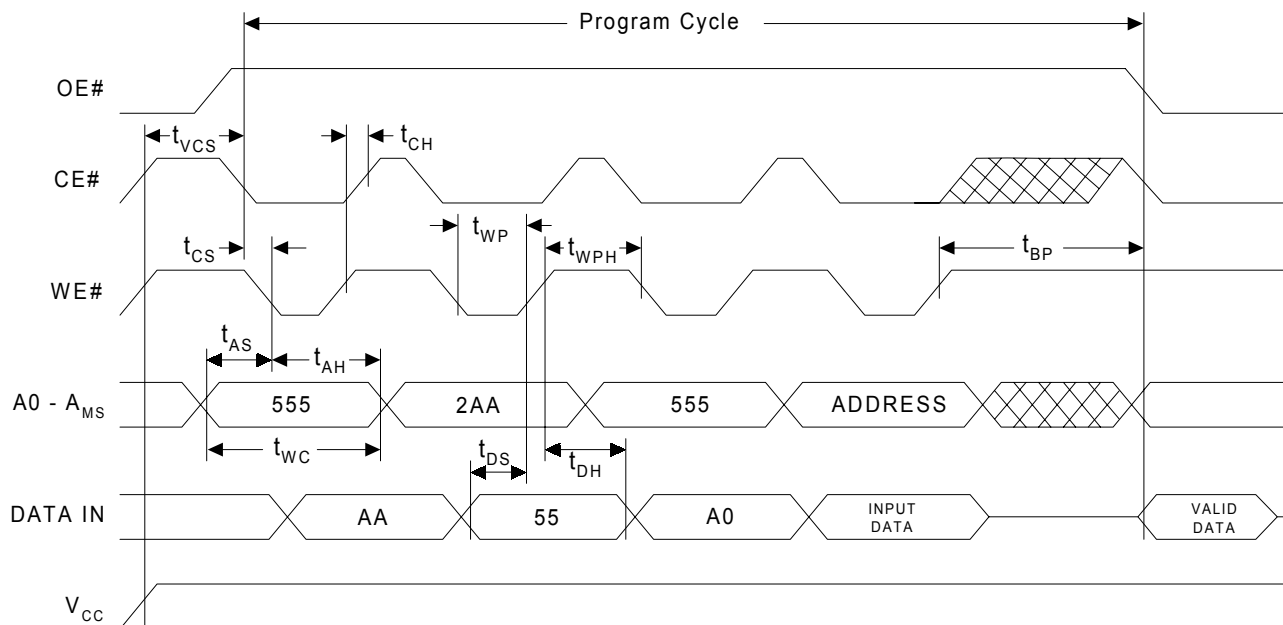 Program Cycle
OE#
tVCS
tCH
CE#
tWP
tCS
tWPH
tBP
WE#
tAS
tAH
A0 - AMS
555
2AA
555
ADDRESS
tWC
tDS
tDH
DATA IN
AA
55
A0
INPUT
DATA
VALID
DATA
VCC